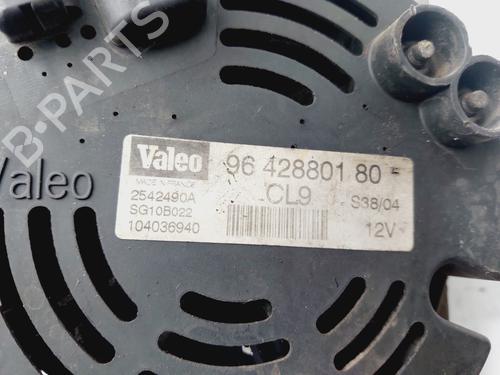 B-PARTS
Valeo
Valeo
MADE IN FRANCE
96 428801 80
CL9
2542490A
SG10B022
104036940
S38/04
12V